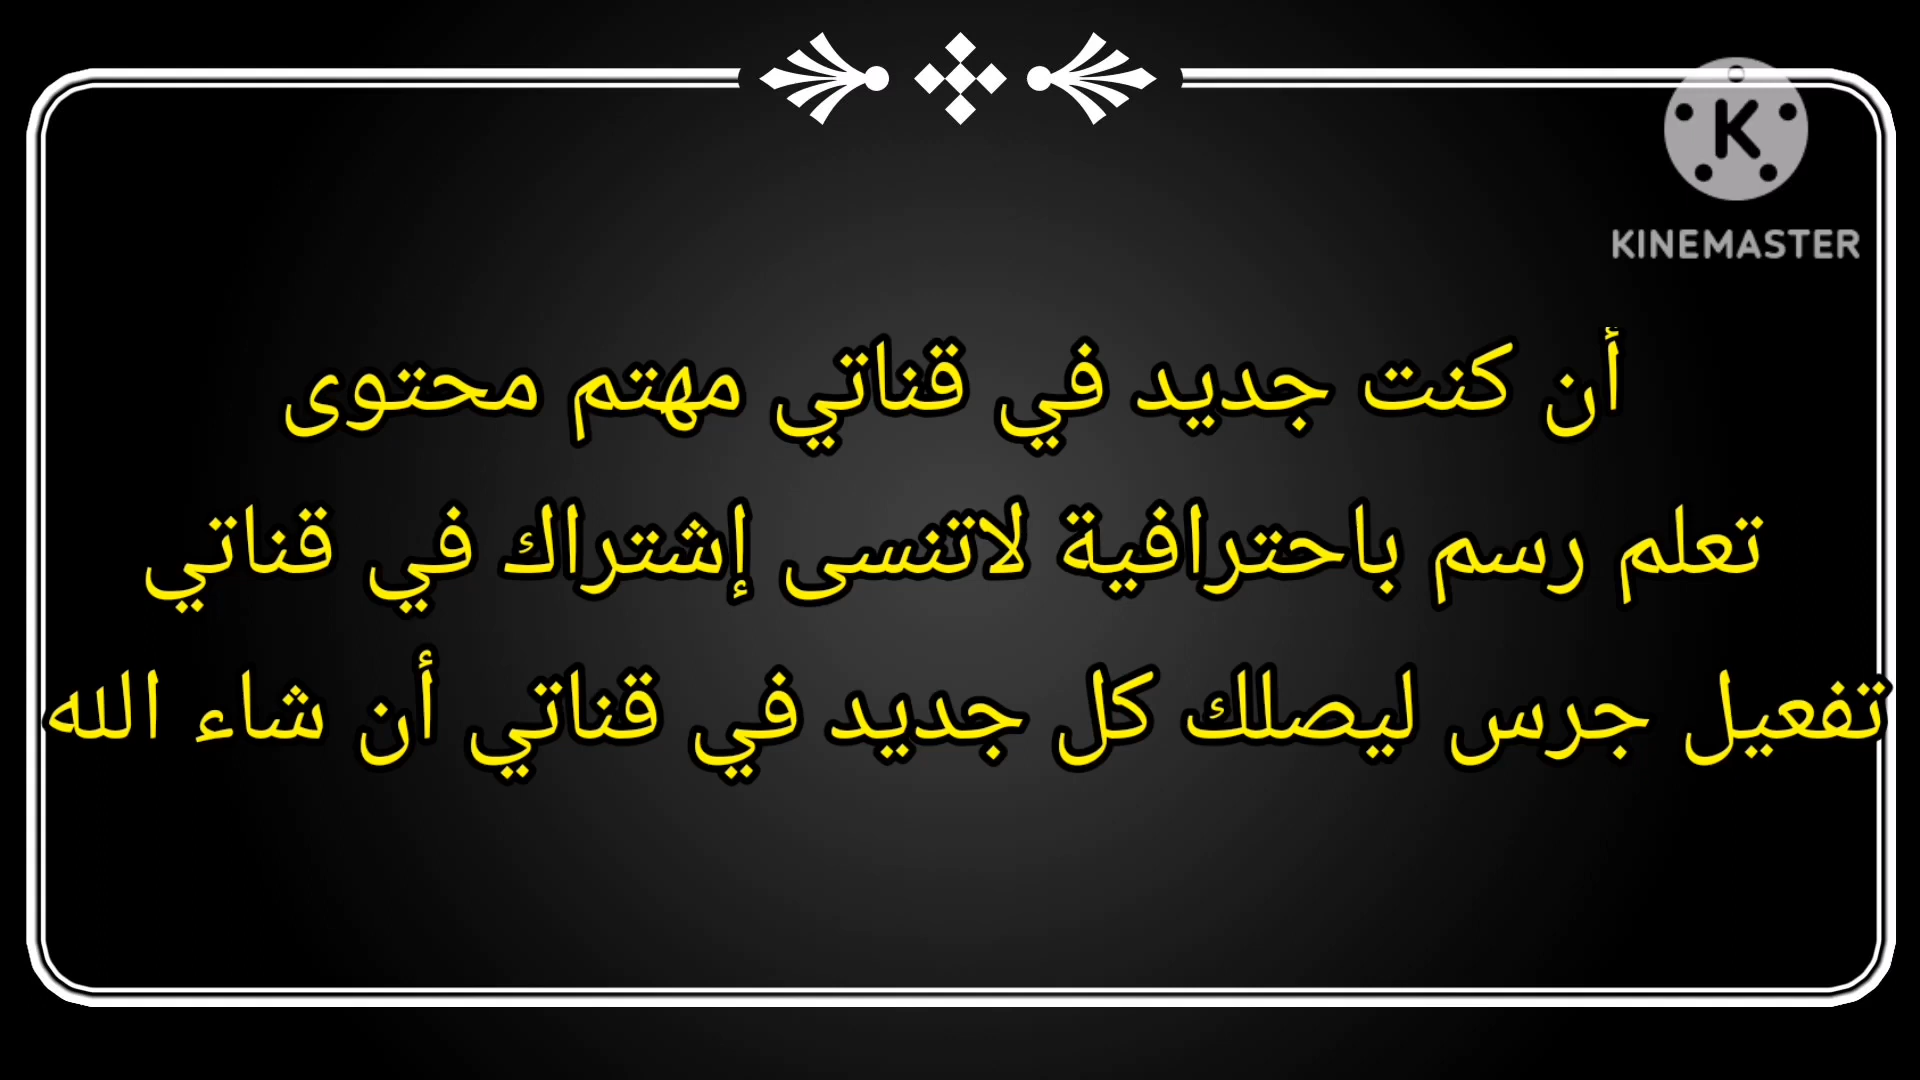 KINEMASTER
أن كنت جديد في قناتي مهتم محتوى
تعلم رسم باحترافية لاتنسى إشتراك في قناتي
تفعيل جرس ليصلك كل جديد في قناتي أن شاء الله